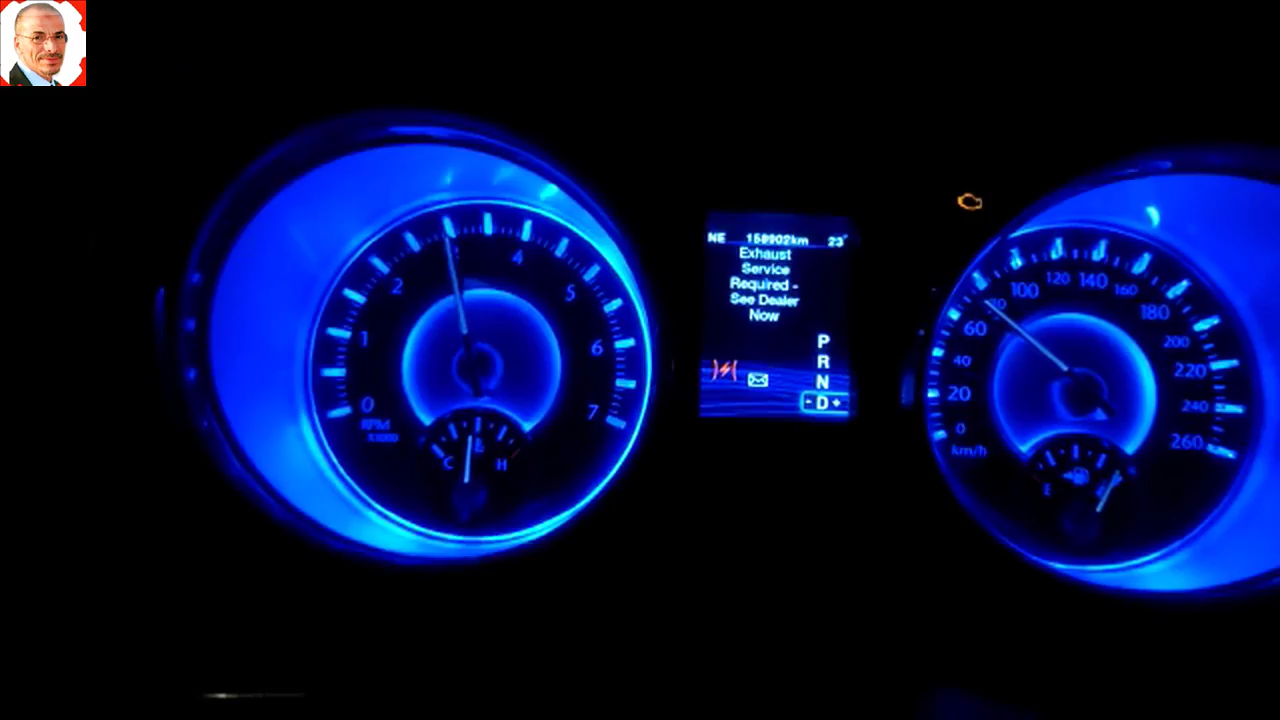 NE 158902km 23°
Exhaust
Service
Required -
See Dealer
Now
P
R
N
- D +
0
1
2
4
5
6
7
RPM
x1000
C H
0
20
40
60
80
100
120
140
160
180
200
220
240
260
km/h
E